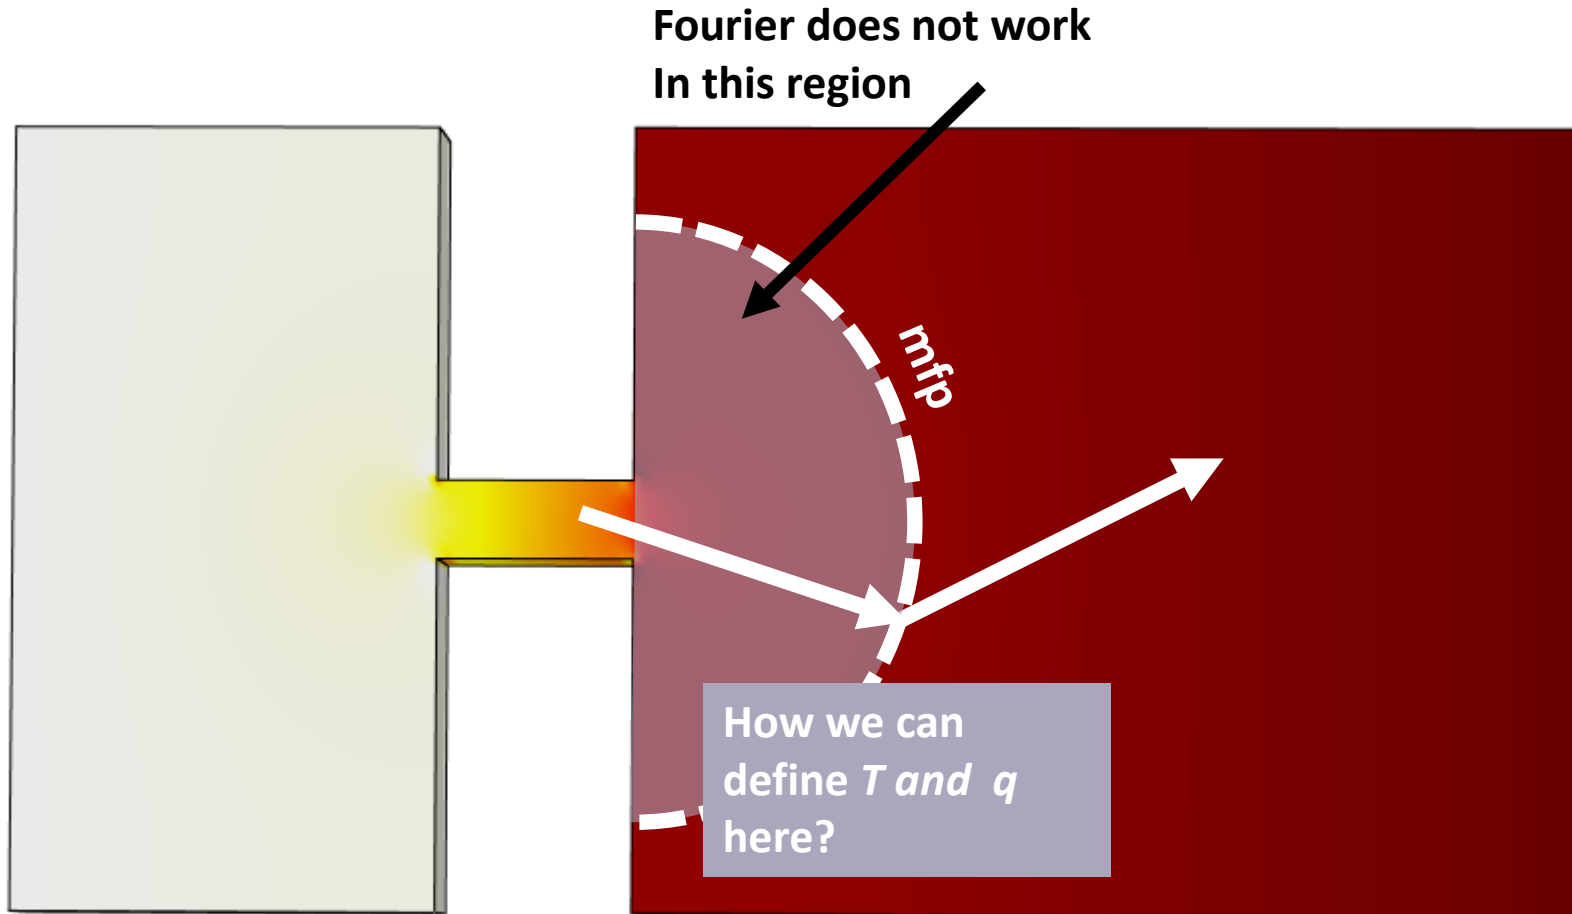 Fourier does not work
In this region
mfp
How we can
define T and q
here?